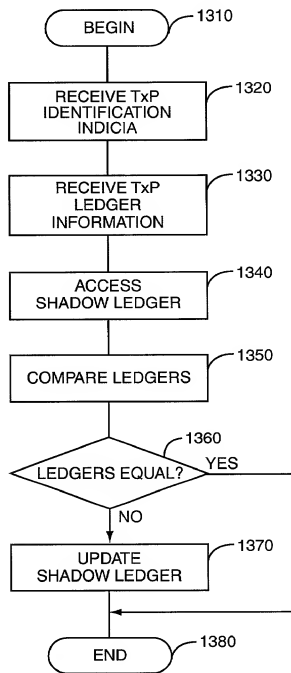 BEGIN
1310
RECEIVE TxP
IDENTIFICATION
INDICIA
1320
RECEIVE TxP
LEDGER
INFORMATION
1330
ACCESS
SHADOW LEDGER
1340
COMPARE LEDGERS
1350
LEDGERS EQUAL?
1360
YES
NO
UPDATE
SHADOW LEDGER
1370
END
1380